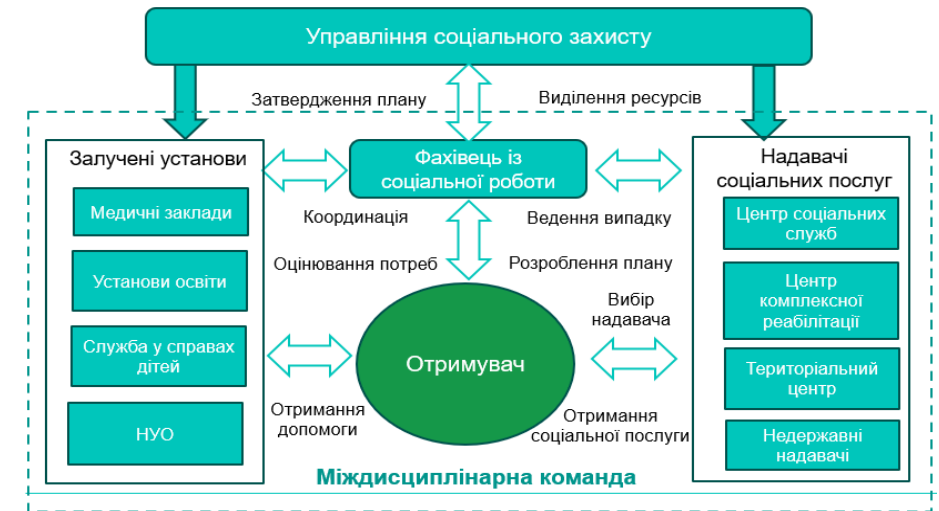 Управління соціального захисту
Затвердження плану
Виділення ресурсів
Залучені установи
Медичні заклади
Установи освіти
Служба у справах
дітей
НУО
Фахівець із
соціальної роботи
Координація
Ведення випадку
Оцінювання потреб
Розроблення плану
Вибір
надавача
Отримувач
Отримання
допомоги
Отримання
соціальної послуги
Надавачі
соціальних послуг
Центр соціальних
служб
Центр
комплексної
реабілітації
Територіальний
центр
Недержавні
надавачі
Міждисциплінарна команда